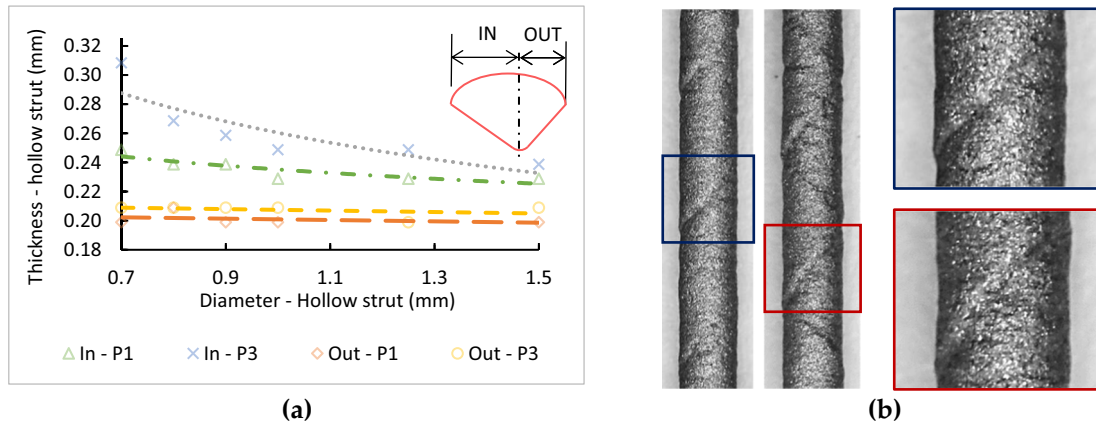 IN OUT
0.32
0.30
0.28
0.26
0.24
0.22
0.20
0.18
Thickness - hollow strut (mm)
0.7 0.9 1.1 1.3 1.5
Diameter - Hollow strut (mm)
In - P1 In - P3 Out - P1 Out - P3
(a) (b)